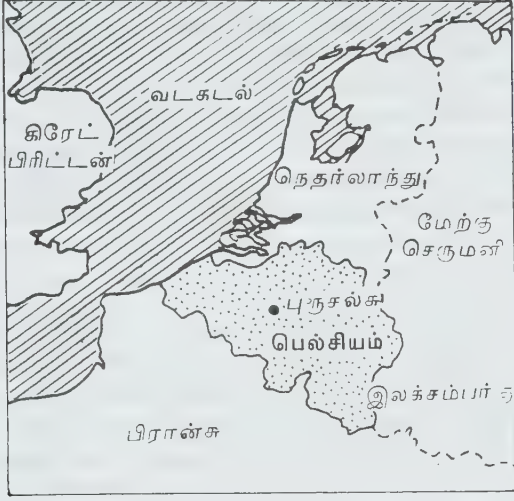 வடகடல்
கிரேட்
பிரிட்டன்
நெதர்லாந்து
மேற்கு
செருமனி
புருசல்சு
பெல்சியம்
இலக்சம்பர்க்
பிரான்சு